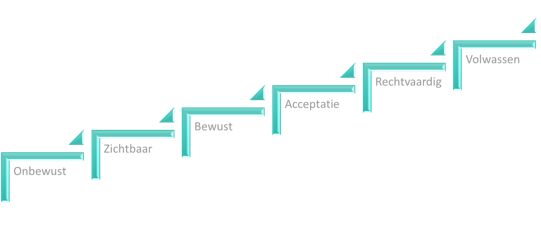 Onbewust
Zichtbaar
Bewust
Acceptatie
Rechtvaardig
Volwassen